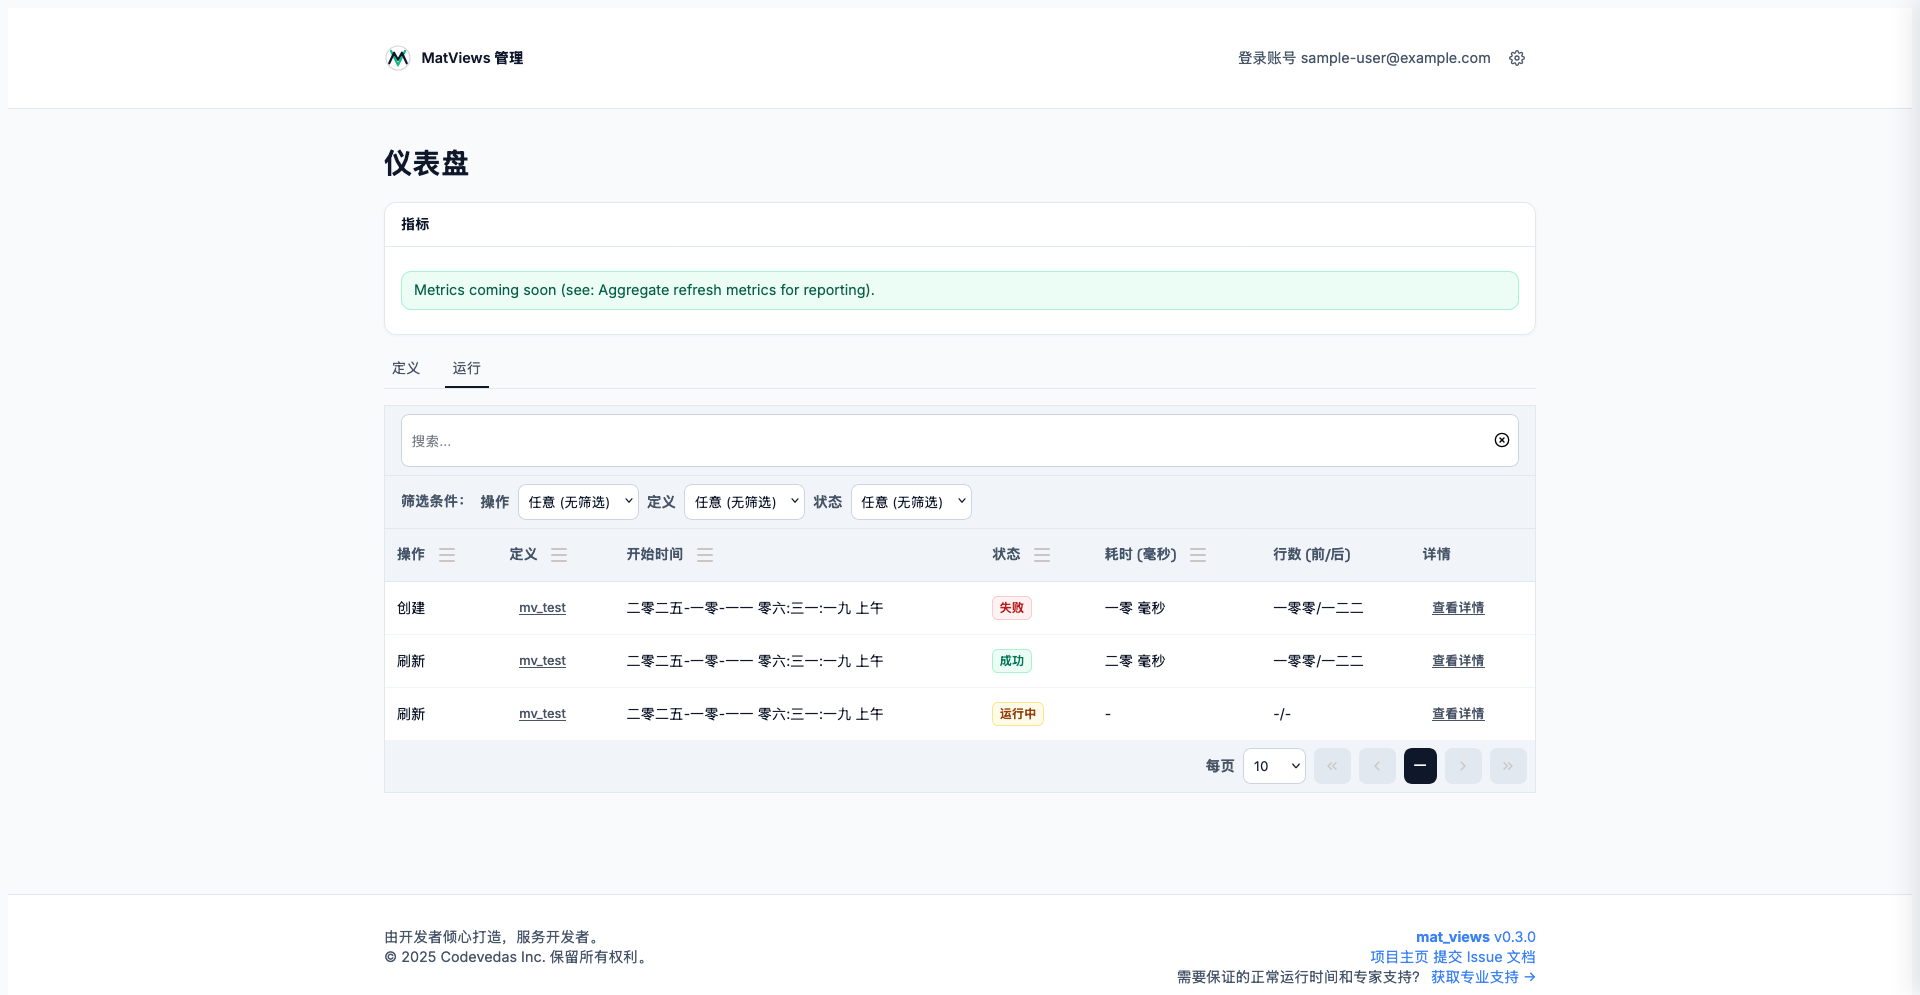 MatViews 管理
登录账号 sample-user@example.com
仪表盘
指标
Metrics coming soon (see: Aggregate refresh metrics for reporting).
定义 运行
搜索...
筛选条件： 操作 任意 (无筛选) 定义 任意 (无筛选) 状态 任意 (无筛选)
操作 定义 开始时间 状态 耗时 (毫秒) 行数 (前/后) 详情
创建 mv_test 二零二五-一零-一一 零六:三一:一九 上午 失败 一零 毫秒 一零零/一二二 查看详情
刷新 mv_test 二零二五-一零-一一 零六:三一:一九 上午 成功 二零 毫秒 一零零/一二二 查看详情
刷新 mv_test 二零二五-一零-一一 零六:三一:一九 上午 运行中 - -/- 查看详情
每页 10 « ‹ 一 › »
由开发者倾心打造，服务开发者。
© 2025 Codevedas Inc. 保留所有权利。
mat_views v0.3.0
项目主页 提交 Issue 文档
需要保证的正常运行时间和专家支持？ 获取专业支持 →